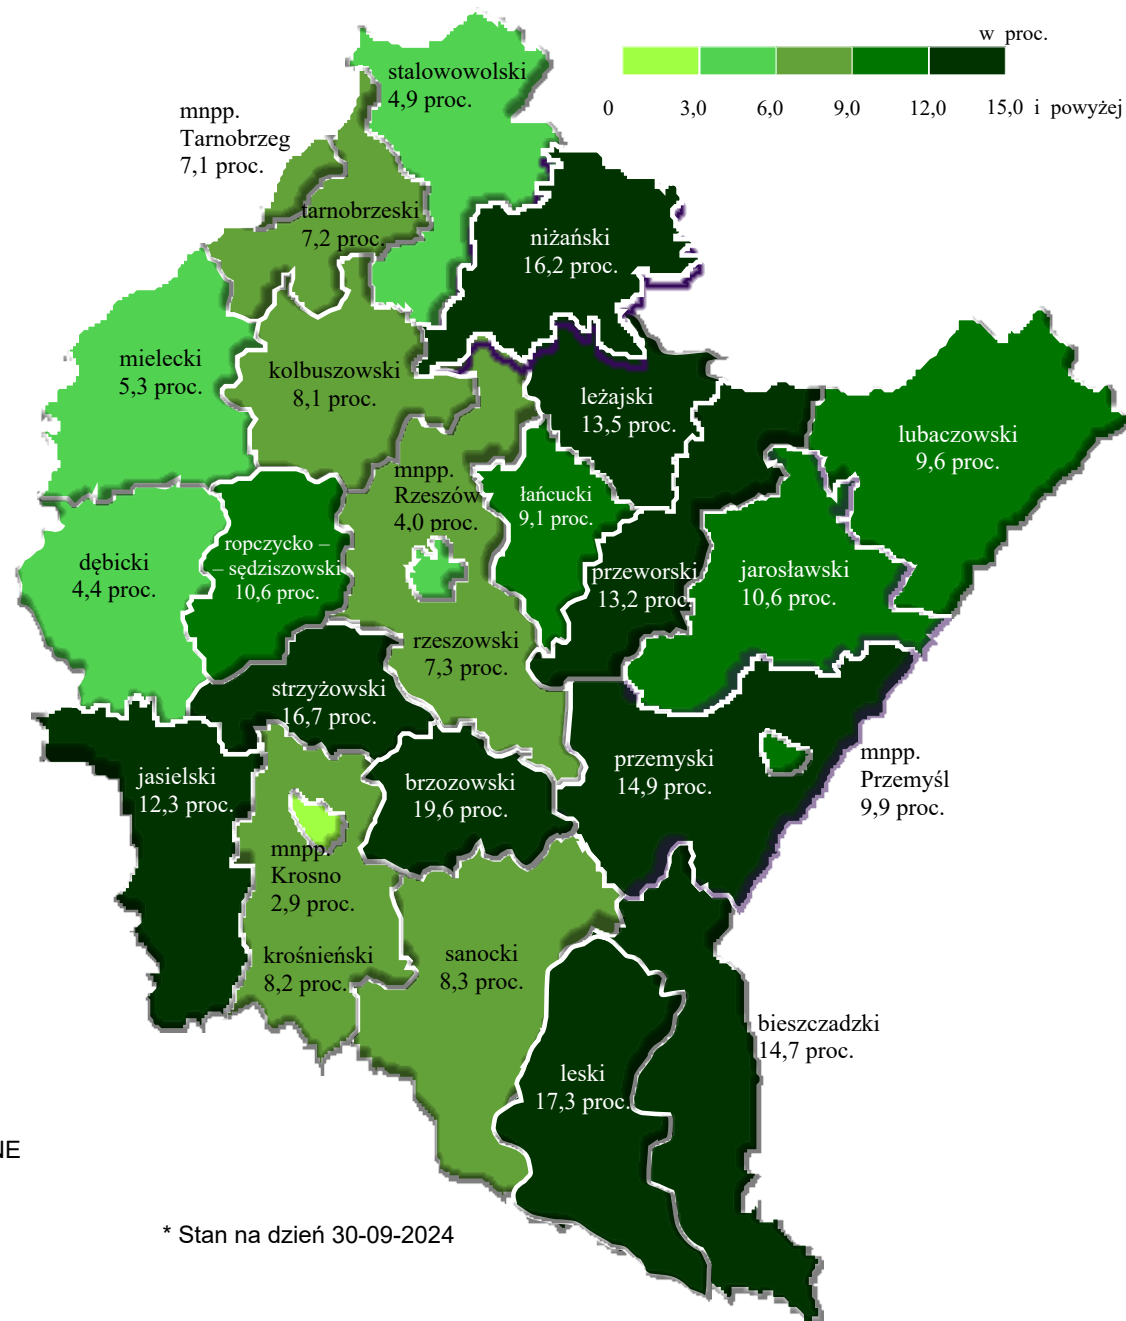 w proc.
0 3,0 6,0 9,0 12,0 15,0 i powyżej
stalowowolski
4,9 proc.
mnpp.
Tarnobrzeg
7,1 proc.
tarnobrzeski
7,2 proc.
niżański
16,2 proc.
mielecki
5,3 proc.
kolbuszowski
8,1 proc.
leżajski
13,5 proc.
lubaczowski
9,6 proc.
mnpp.
Rzeszów
4,0 proc.
łańcucki
9,1 proc.
dębicki
4,4 proc.
ropczycko –
– sędziszowski
10,6 proc.
przeworski
13,2 proc.
jarosławski
10,6 proc.
rzeszowski
7,3 proc.
strzyżowski
16,7 proc.
jasielski
12,3 proc.
brzozowski
19,6 proc.
przemyski
14,9 proc.
mnpp.
Przemyśl
9,9 proc.
mnpp.
Krosno
2,9 proc.
krośnieński
8,2 proc.
sanocki
8,3 proc.
bieszczadzki
14,7 proc.
leski
17,3 proc.
NE
* Stan na dzień 30-09-2024